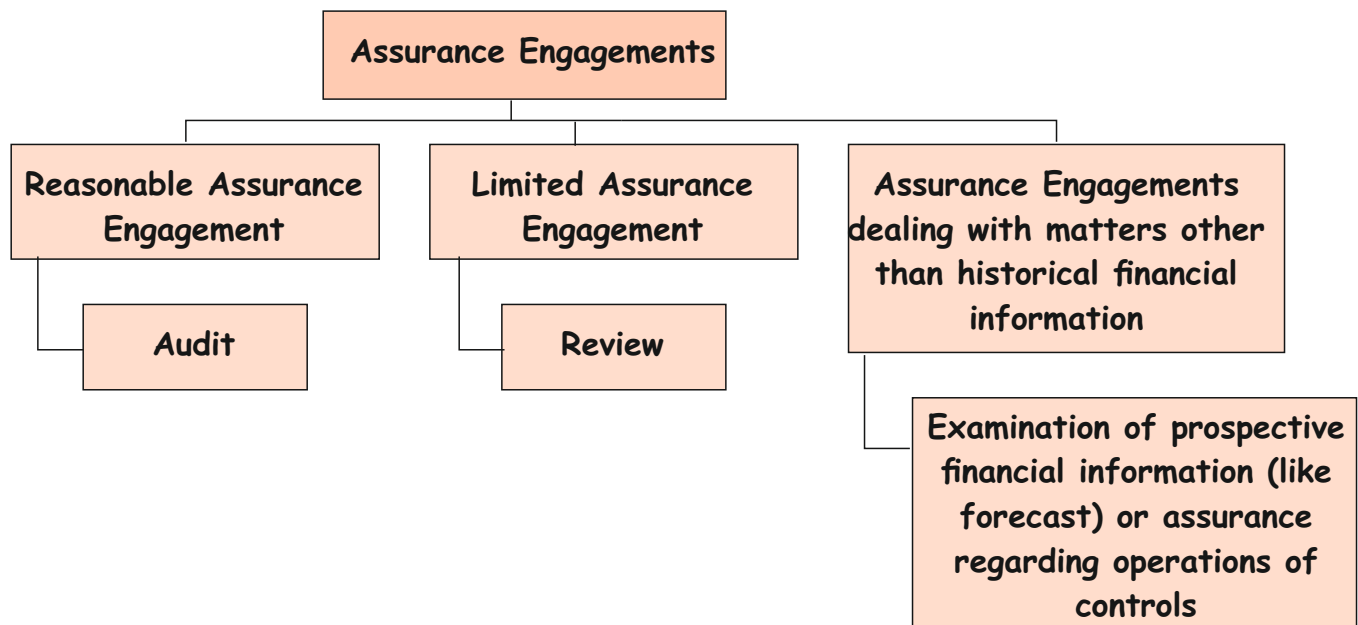 Assurance Engagements
Reasonable Assurance
Engagement
Audit
Limited Assurance
Engagement
Review
Assurance Engagements
dealing with matters other
than historical financial
information
Examination of prospective
financial information (like
forecast) or assurance
regarding operations of
controls